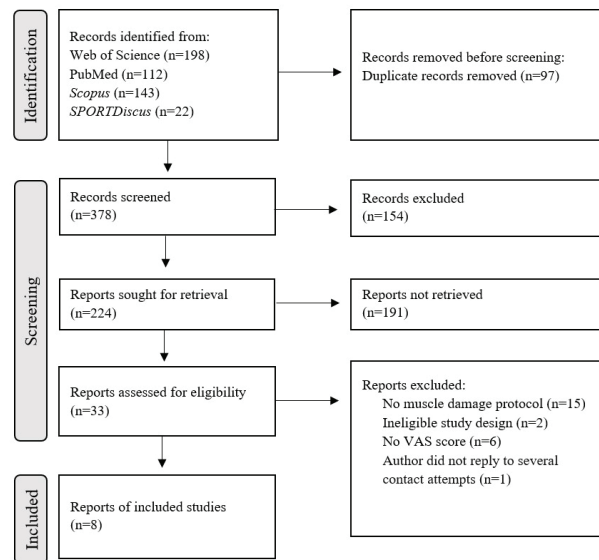 Identification
Records identified from:
Web of Science (n=198)
PubMed (n=112)
Scopus (n=143)
SPORTDiscus (n=22)
Records removed before screening:
Duplicate records removed (n=97)
Screening
Records screened
(n=378)
Records excluded
(n=154)
Reports sought for retrieval
(n=224)
Reports not retrieved
(n=191)
Reports assessed for eligibility
(n=33)
Reports excluded:
No muscle damage protocol (n=15)
Ineligible study design (n=2)
No VAS score (n=6)
Author did not reply to several
contact attempts (n=1)
Included
Reports of included studies
(n=8)